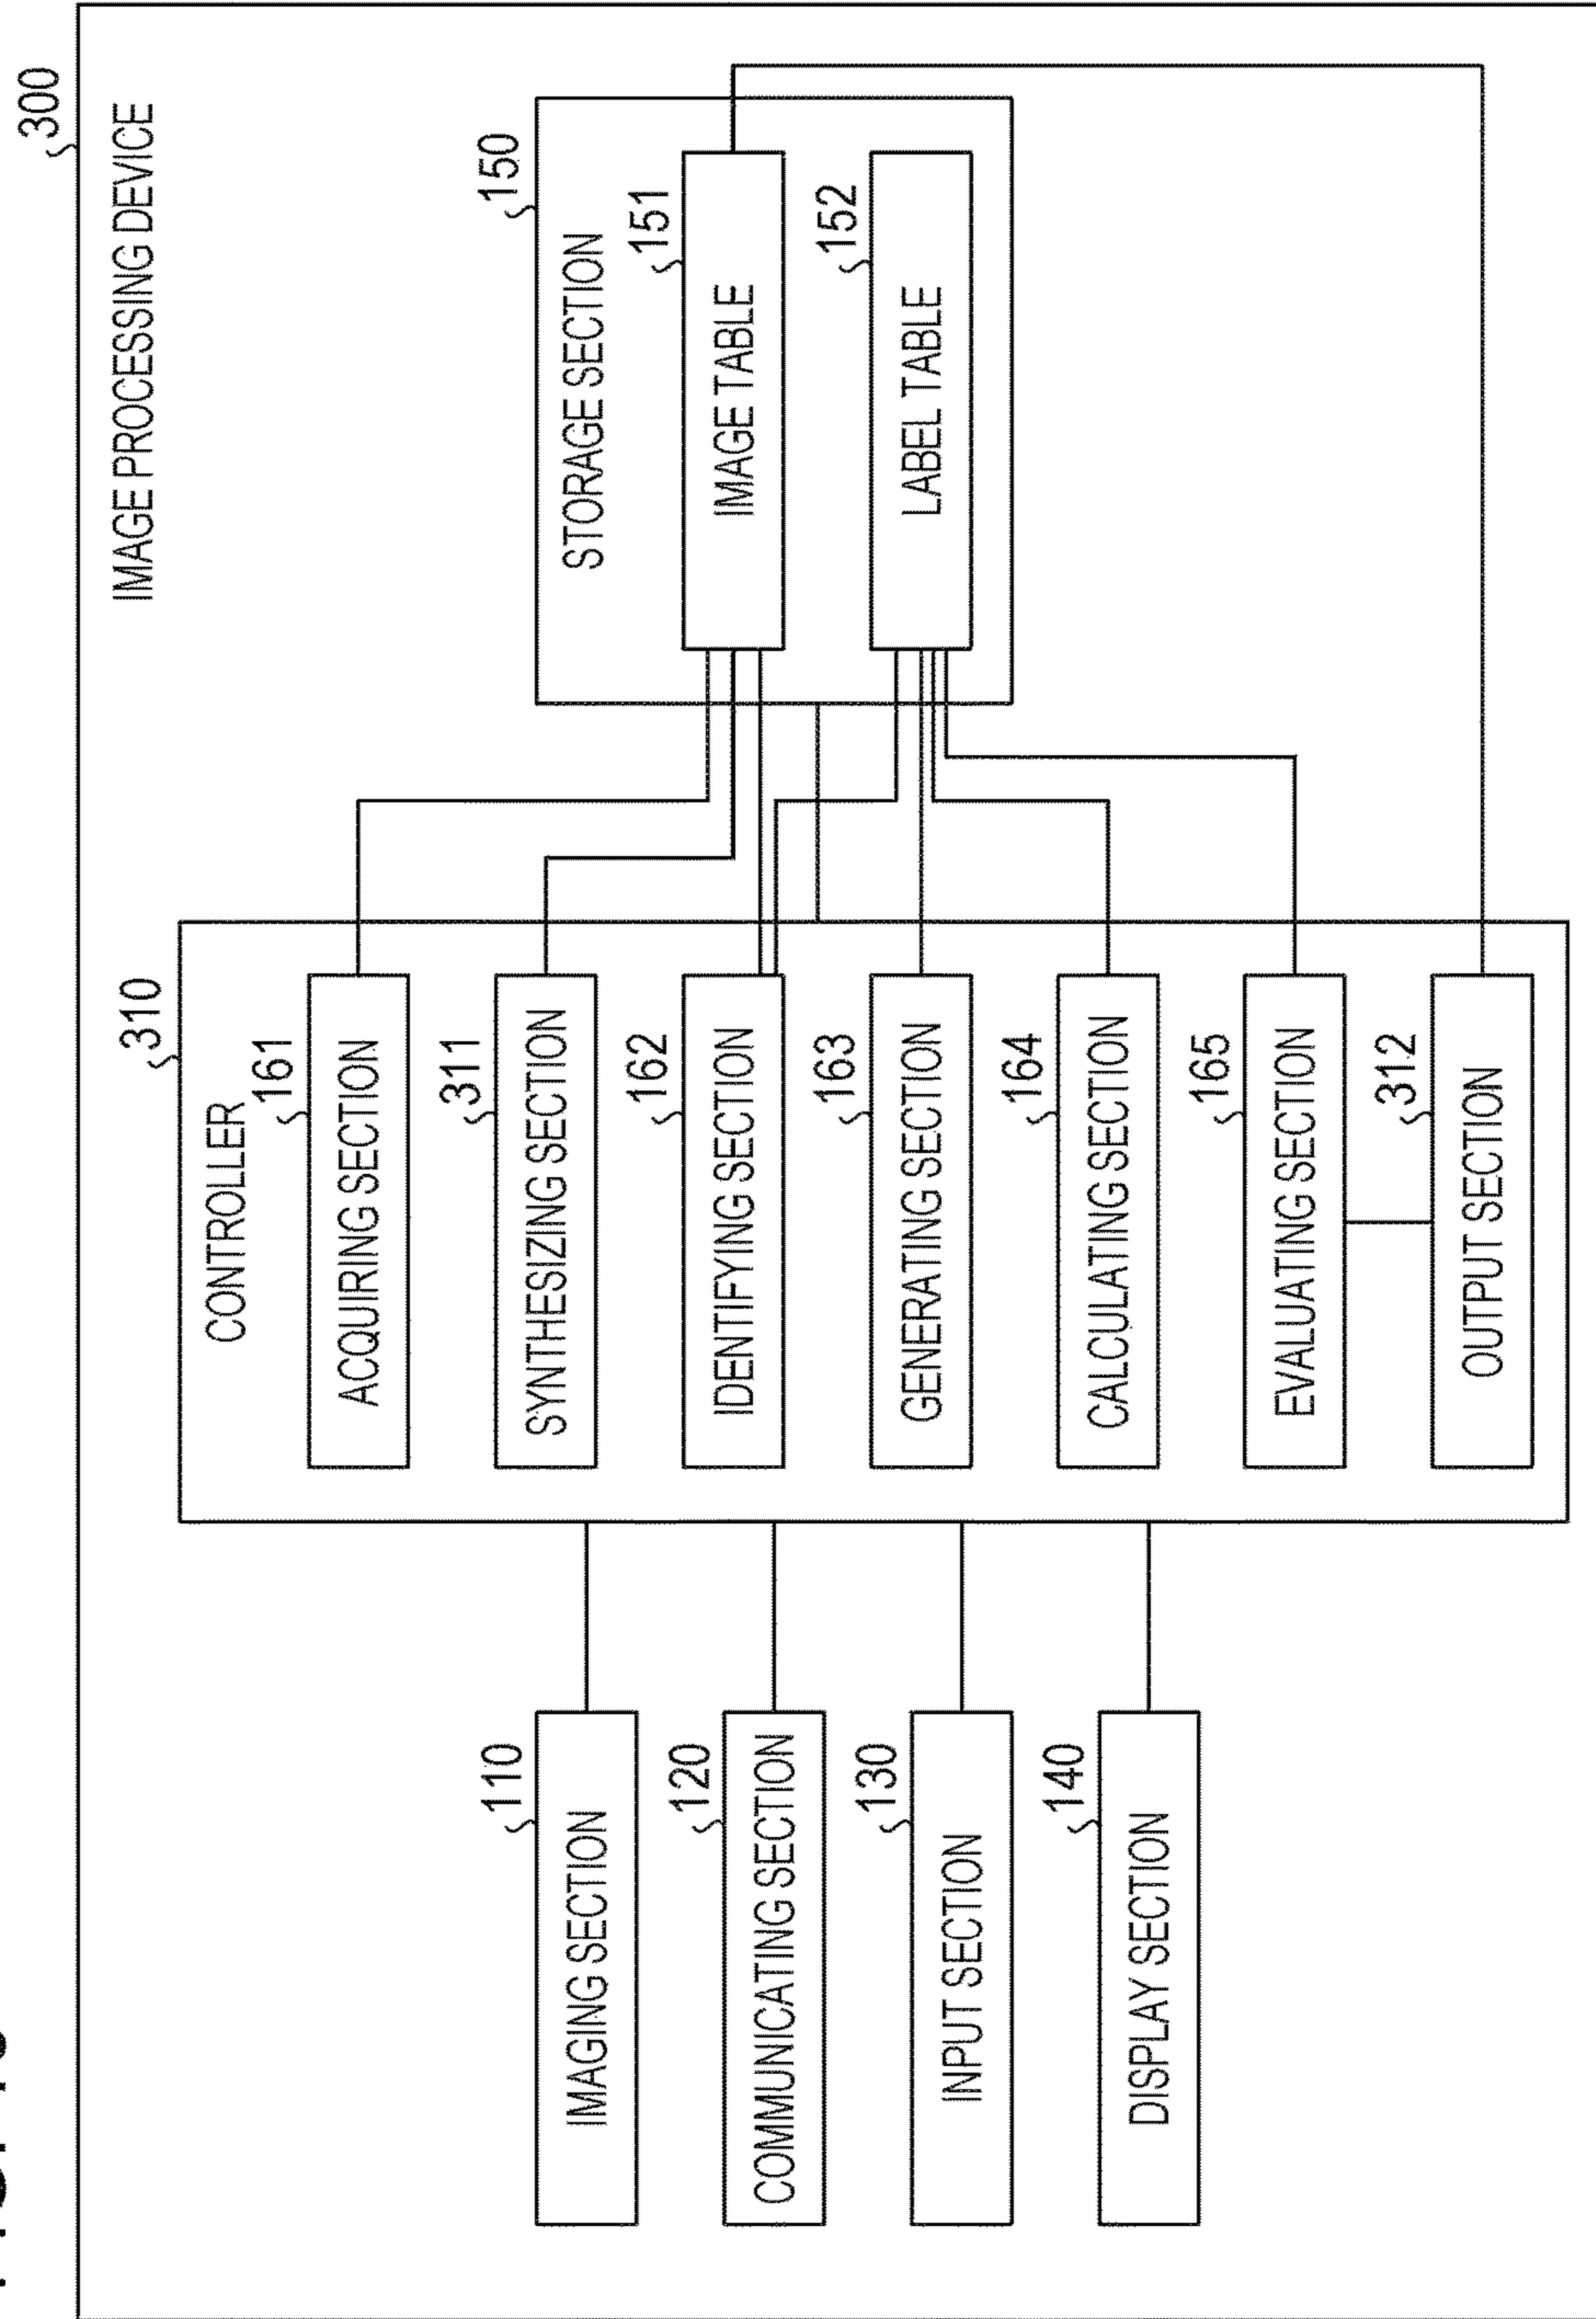 300
IMAGE PROCESSING DEVICE
110
IMAGING SECTION
120
COMMUNICATING SECTION
130
INPUT SECTION
140
DISPLAY SECTION
310
CONTROLLER
161
ACQUIRING SECTION
311
SYNTHESIZING SECTION
162
IDENTIFYING SECTION
163
GENERATING SECTION
164
CALCULATING SECTION
165
EVALUATING SECTION
312
OUTPUT SECTION
150
STORAGE SECTION
151
IMAGE TABLE
152
LABEL TABLE